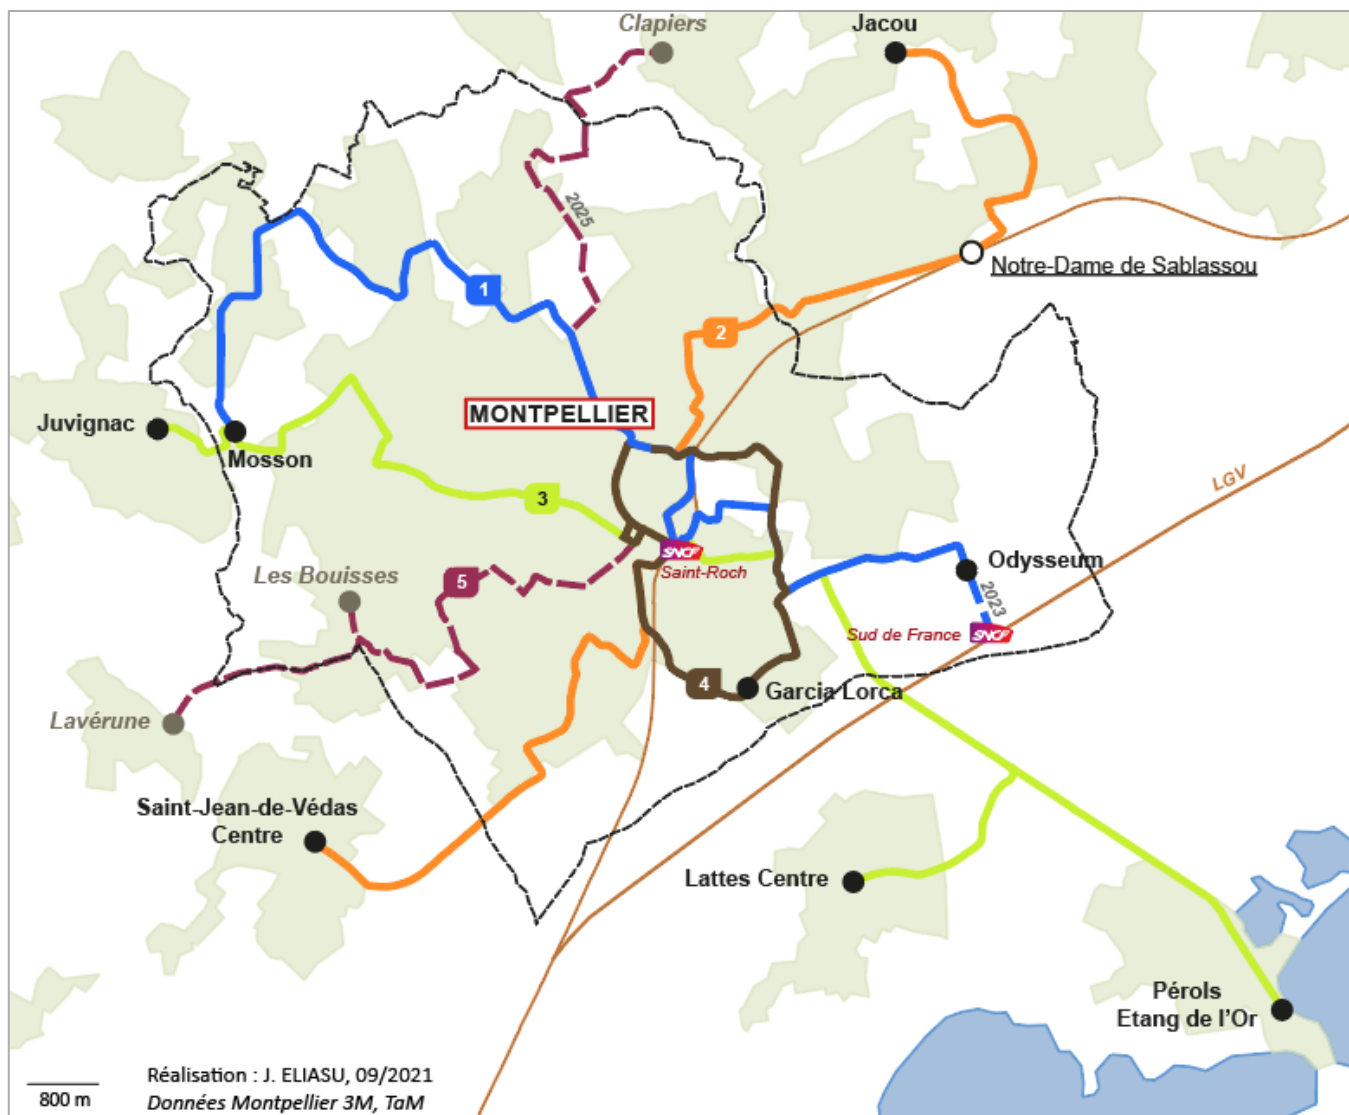 Clapiers
Jacou
2025
Notre-Dame de Sablassou
1
2
MONTPELLIER
Juvignac
Mosson
3
LGV
SNCF
Saint-Roch
Odysseum
Les Bouisses
5
2023
Sud de France
SNCF
4
Garcia Lorca
Lavérune
Saint-Jean-de-Védas
Centre
Lattes Centre
Pérols
Etang de l'Or
800 m
Réalisation : J. ELIASU, 09/2021
Données Montpellier 3M, TaM